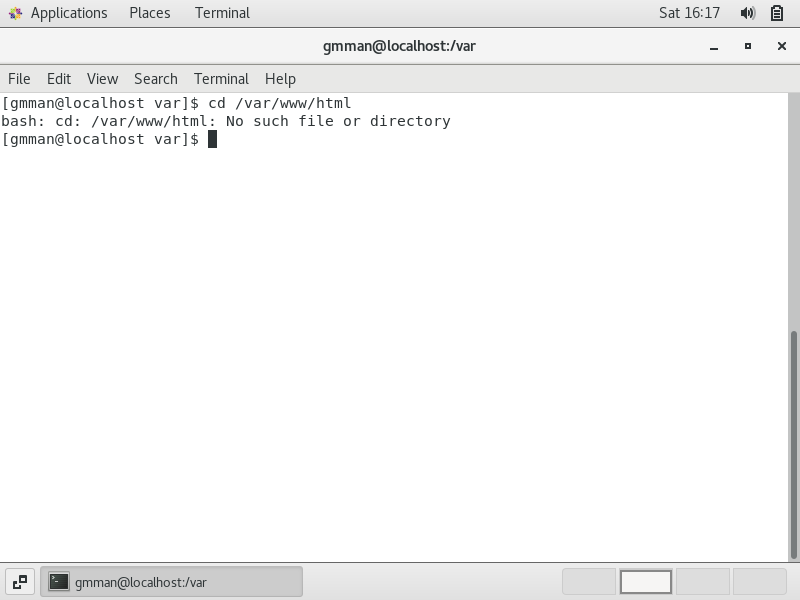 Applications Places Terminal Sat 16:17
gmman@localhost:/var
File Edit View Search Terminal Help
[gmman@localhost var]$ cd /var/www/html
bash: cd: /var/www/html: No such file or directory
[gmman@localhost var]$
gmman@localhost:/var